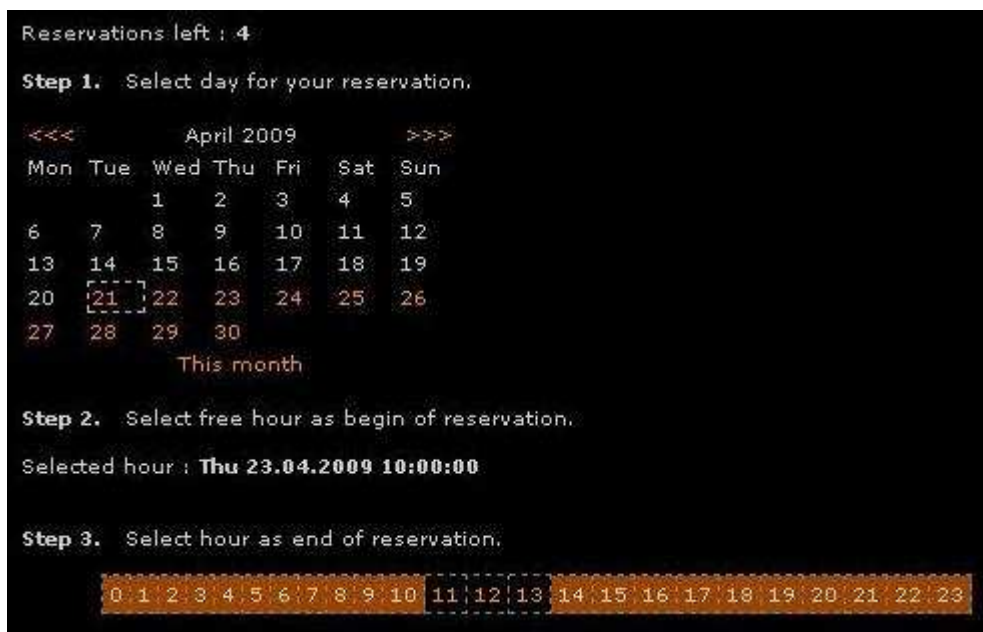 Reservations left : 4
Step 1. Select day for your reservation.
<<< April 2009 >>>
Mon Tue Wed Thu Fri Sat Sun
1 2 3 4 5
6 7 8 9 10 11 12
13 14 15 16 17 18 19
20 21 22 23 24 25 26
27 28 29 30
This month
Step 2. Select free hour as begin of reservation.
Selected hour : Thu 23.04.2009 10:00:00
Step 3. Select hour as end of reservation.
0 1 2 3 4 5 6 7 8 9 10 11 12 13 14 15 16 17 18 19 20 21 22 23